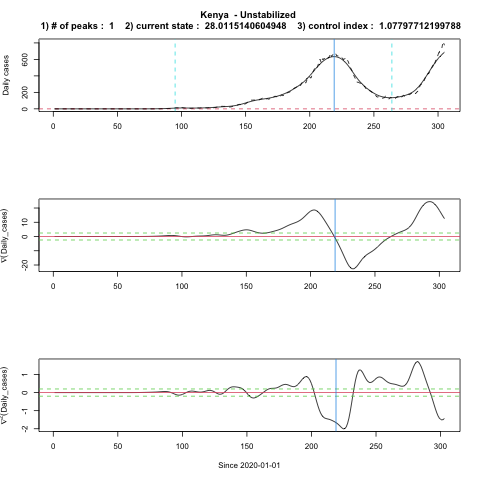 Kenya - Unstabilized
1) # of peaks : 1 2) current state : 28.0115140604948 3) control index : 1.07797712199788
Daily cases
0 200 600
0 50 100 150 200 250 300
∇(Daily_cases)
-20 0 10
0 50 100 150 200 250 300
∇²(Daily_cases)
-2 -1 0 1
0 50 100 150 200 250 300
Since 2020-01-01